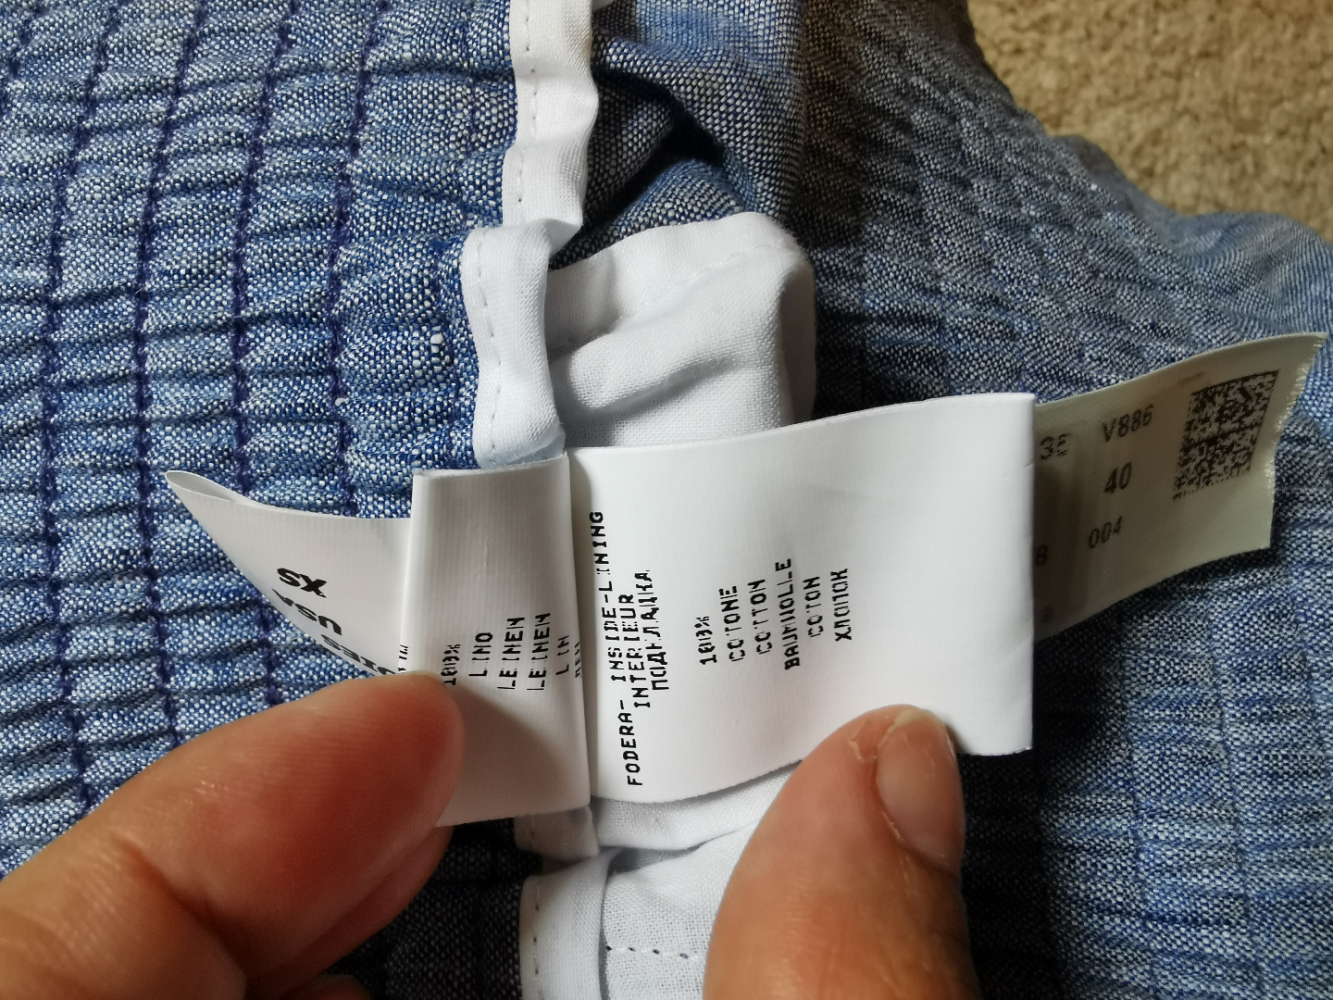 XS
USA
100%
LINO
LEINEN
LEINEN
LIN
FODERA- INSIDE-LINING
INTERIEUR
ПОДКЛАДКА
100%
COTONE
COTTON
BAUMWOLLE
COTON
ХЛОПОК
V886
40
004